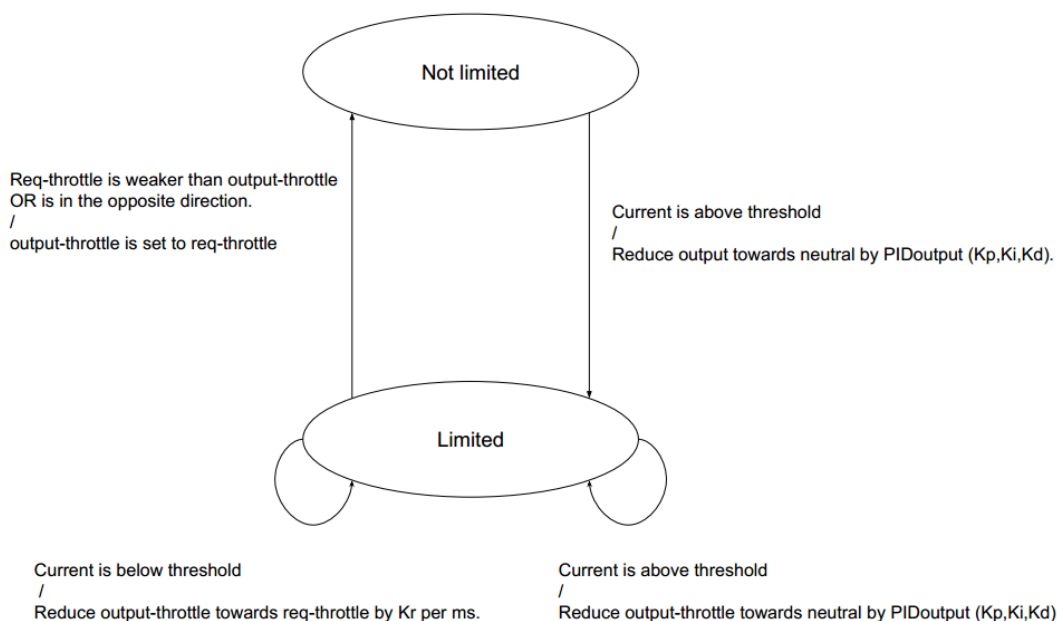 Not limited
Req-throttle is weaker than output-throttle
OR is in the opposite direction.
/
output-throttle is set to req-throttle
Current is above threshold
/
Reduce output towards neutral by PIDoutput (Kp,Ki,Kd).
Limited
Current is below threshold
/
Reduce output-throttle towards req-throttle by Kr per ms.
Current is above threshold
/
Reduce output-throttle towards neutral by PIDoutput (Kp,Ki,Kd)